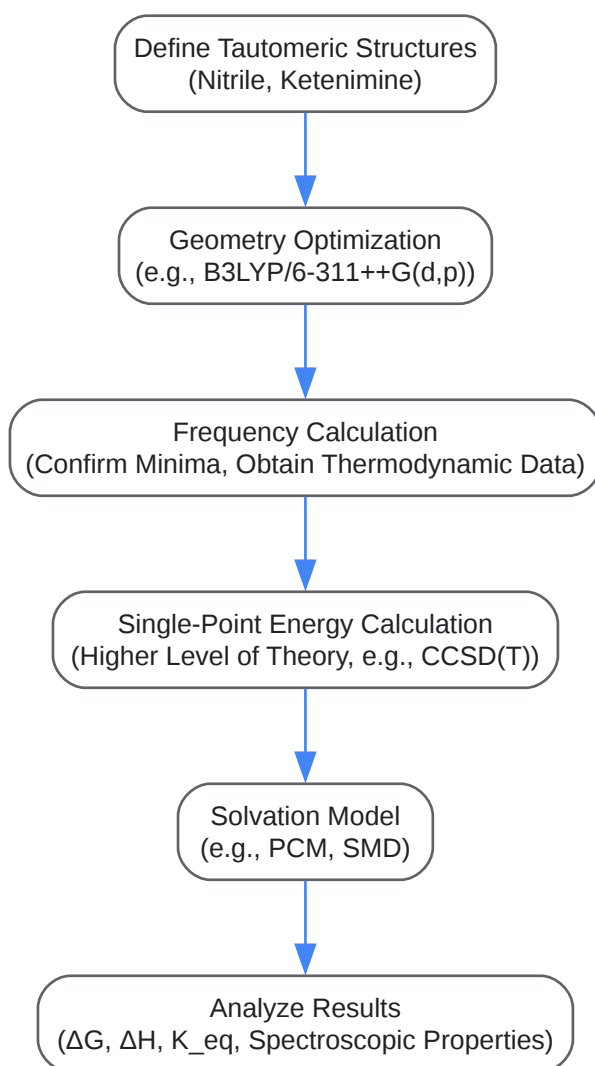 Define Tautomeric Structures
(Nitrile, Ketenimine)
Geometry Optimization
(e.g., B3LYP/6-311++G(d,p))
Frequency Calculation
(Confirm Minima, Obtain Thermodynamic Data)
Single-Point Energy Calculation
(Higher Level of Theory, e.g., CCSD(T))
Solvation Model
(e.g., PCM, SMD)
Analyze Results
(ΔG, ΔH, K_eq, Spectroscopic Properties)